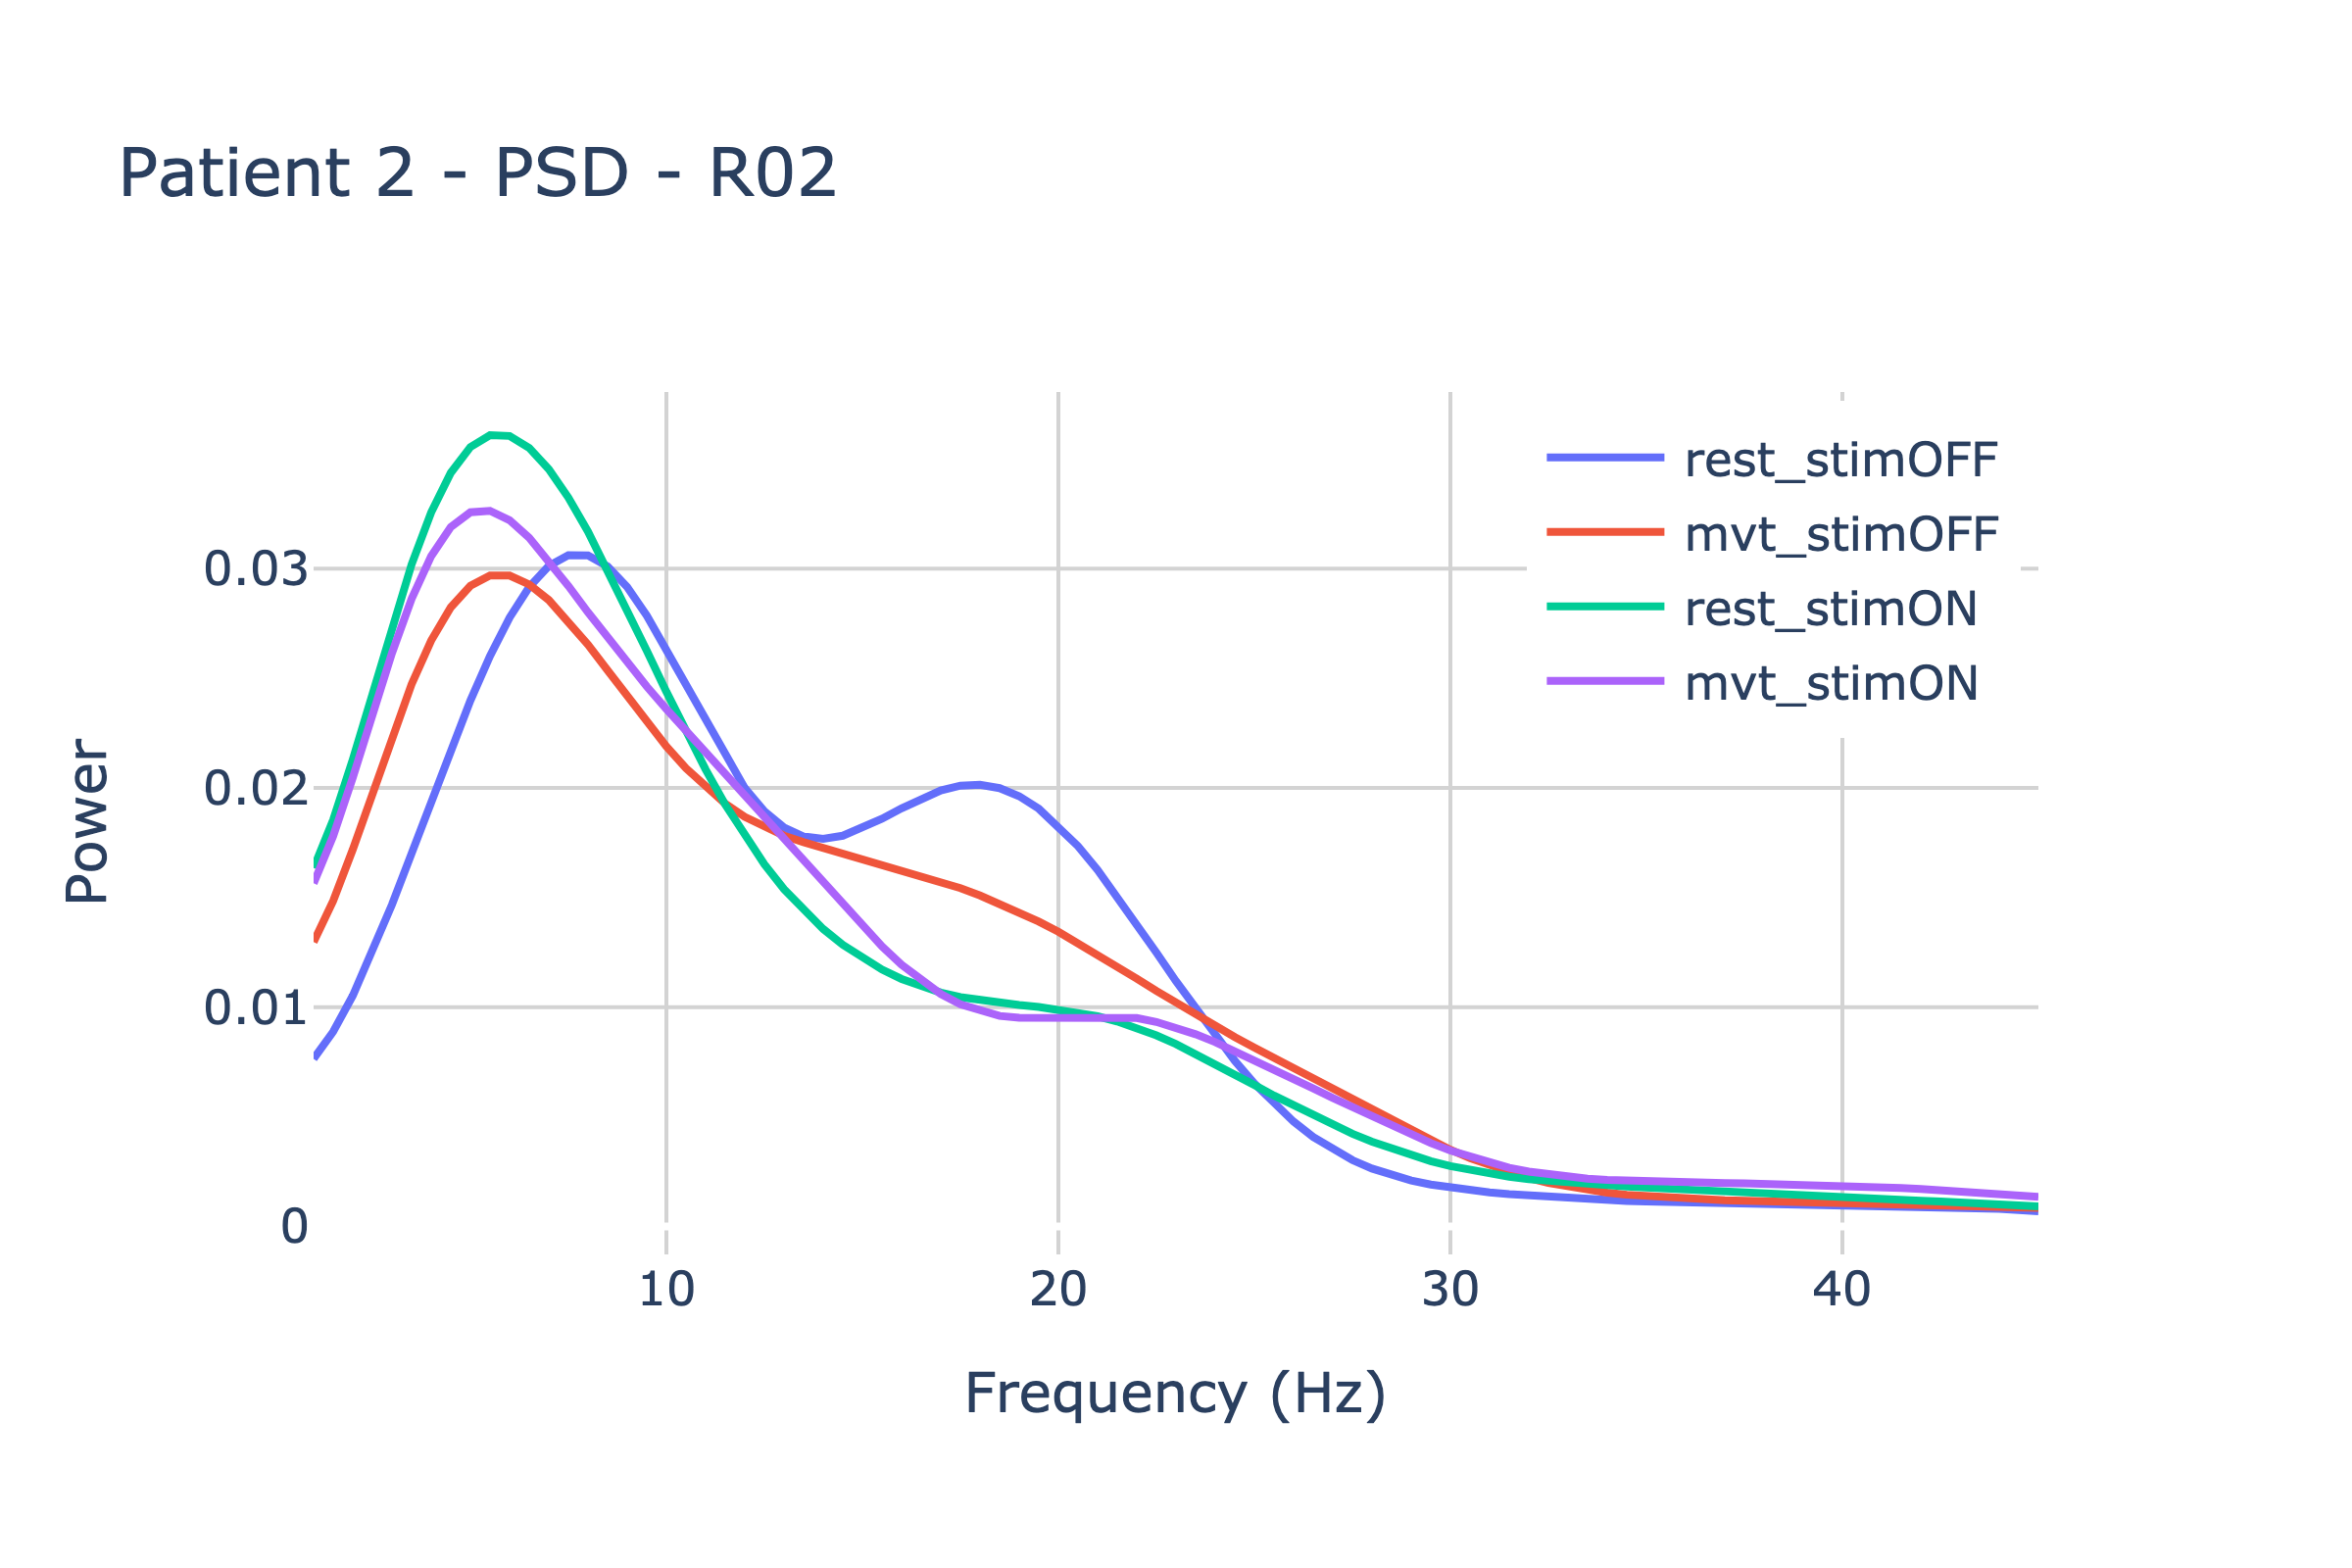 Patient 2 - PSD - R02
rest_stimOFF
mvt_stimOFF
rest_stimON
mvt_stimON
Power
0.03
0.02
0.01
0
10 20 30 40
Frequency (Hz)